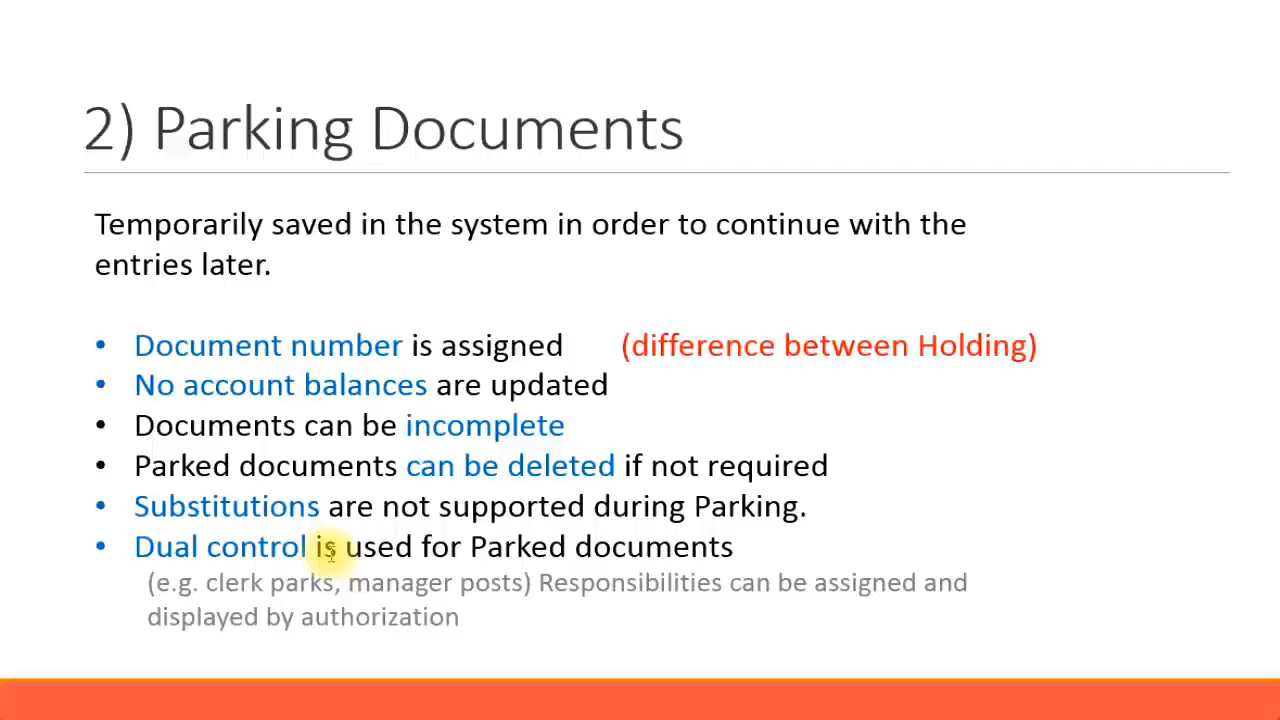 2) Parking Documents
Temporarily saved in the system in order to continue with the
entries later.
• Document number is assigned (difference between Holding)
• No account balances are updated
• Documents can be incomplete
• Parked documents can be deleted if not required
• Substitutions are not supported during Parking.
• Dual control is used for Parked documents
(e.g. clerk parks, manager posts) Responsibilities can be assigned and
displayed by authorization